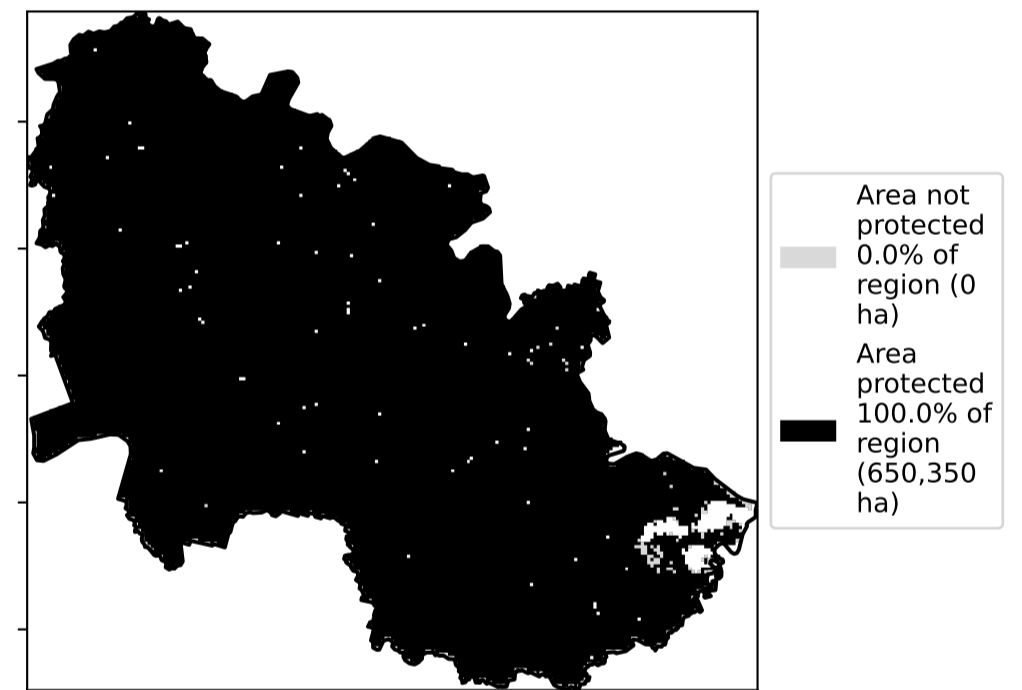 Area not
protected
0.0% of
region (0
ha)
Area
protected
100.0% of
region
(650,350
ha)